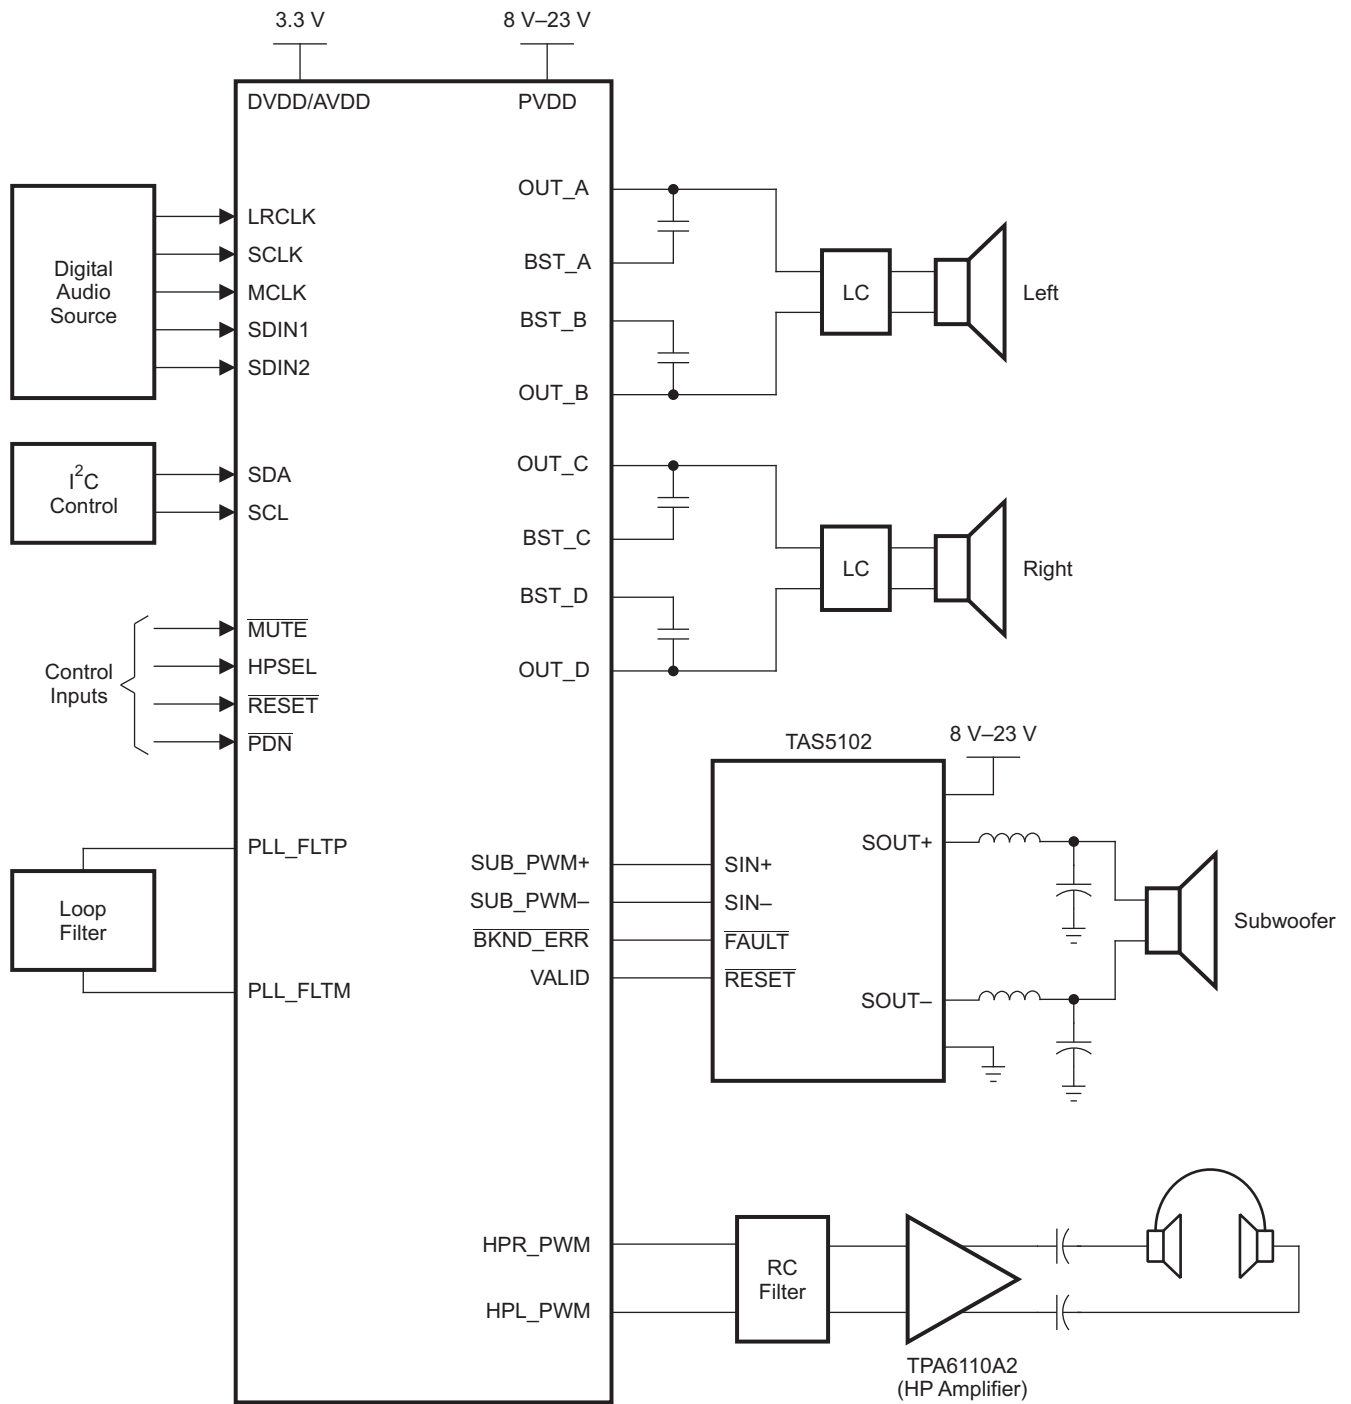 3.3 V
8 V–23 V
DVDD/AVDD
PVDD
Digital
Audio
Source
LRCLK
SCLK
MCLK
SDIN1
SDIN2
I2C
Control
SDA
SCL
Control
Inputs
MUTE
HPSEL
RESET
PDN
PLL_FLTP
Loop
Filter
PLL_FLTM
OUT_A
BST_A
BST_B
OUT_B
LC
Left
OUT_C
BST_C
BST_D
OUT_D
LC
Right
TAS5102
8 V–23 V
SUB_PWM+
SUB_PWM–
BKND_ERR
VALID
SIN+
SIN–
FAULT
RESET
SOUT+
SOUT–
Subwoofer
HPR_PWM
HPL_PWM
RC
Filter
TPA6110A2
(HP Amplifier)